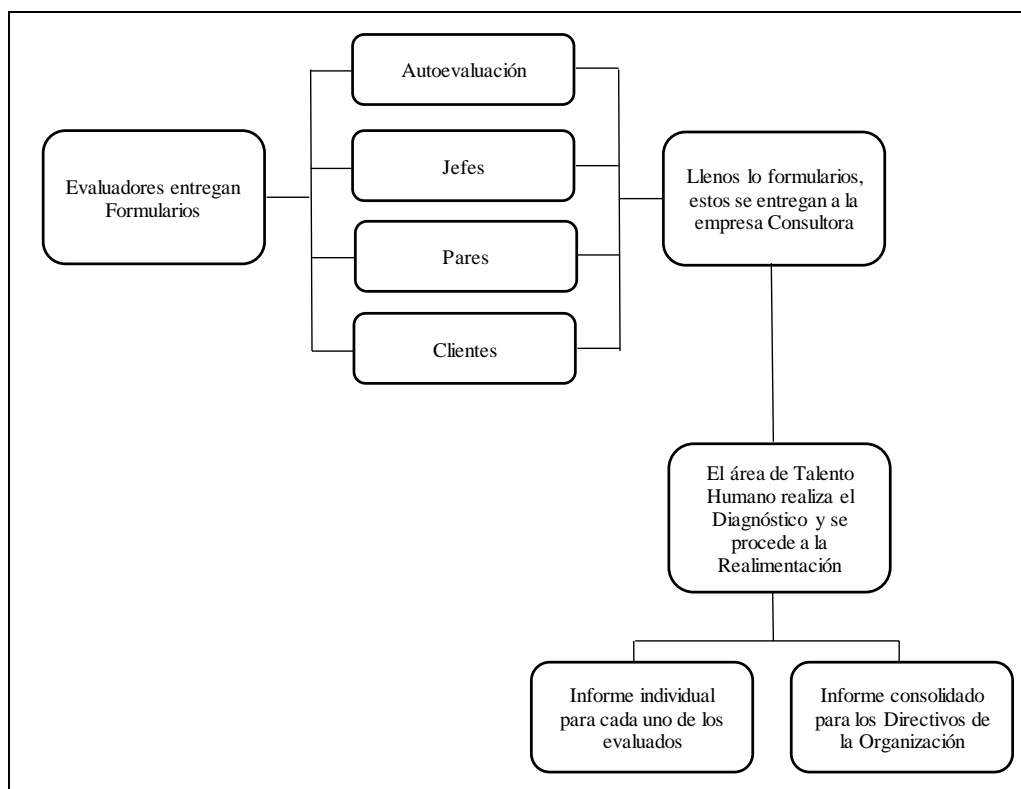 Evaluadores entregan
Formularios
Autoevaluación
Jefes
Pares
Clientes
Llenos lo formularios,
estos se entregan a la
empresa Consultora
El área de Talento
Humano realiza el
Diagnóstico y se
procede a la
Realimentación
Informe individual
para cada uno de los
evaluados
Informe consolidado
para los Directivos de
la Organización